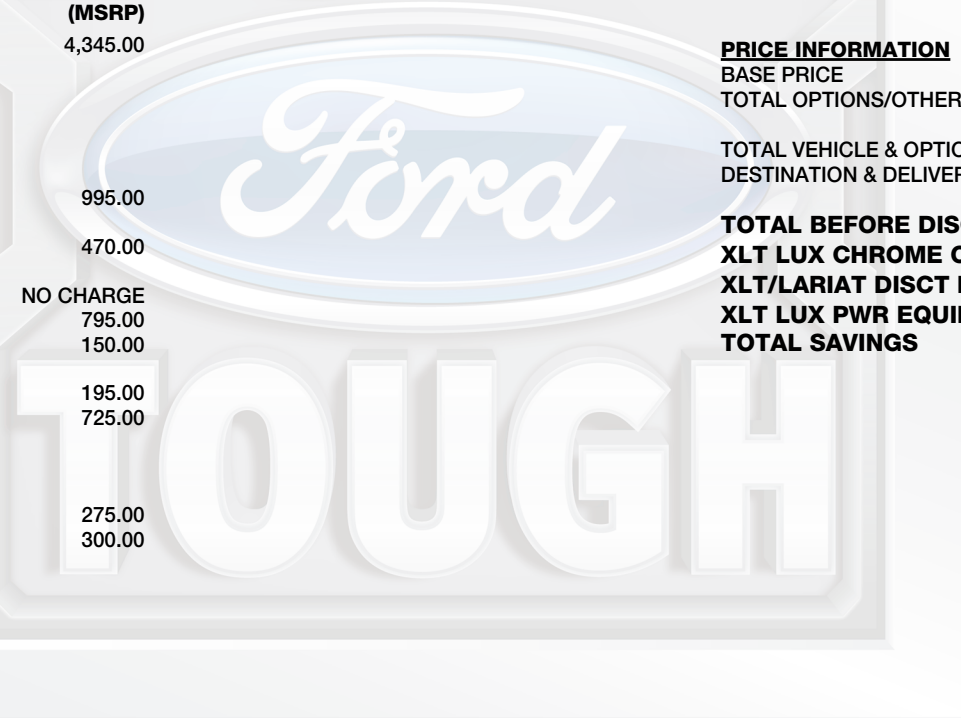 (MSRP)
4,345.00
995.00
470.00
NO CHARGE
795.00
150.00
195.00
725.00
275.00
300.00
PRICE INFORMATION
BASE PRICE
TOTAL OPTIONS/OTHER
TOTAL VEHICLE & OPTIO
DESTINATION & DELIVER
TOTAL BEFORE DIS
XLT LUX CHROME
XLT/LARIAT DISCT
XLT LUX PWR EQUI
TOTAL SAVINGS
Ford
TOUGH